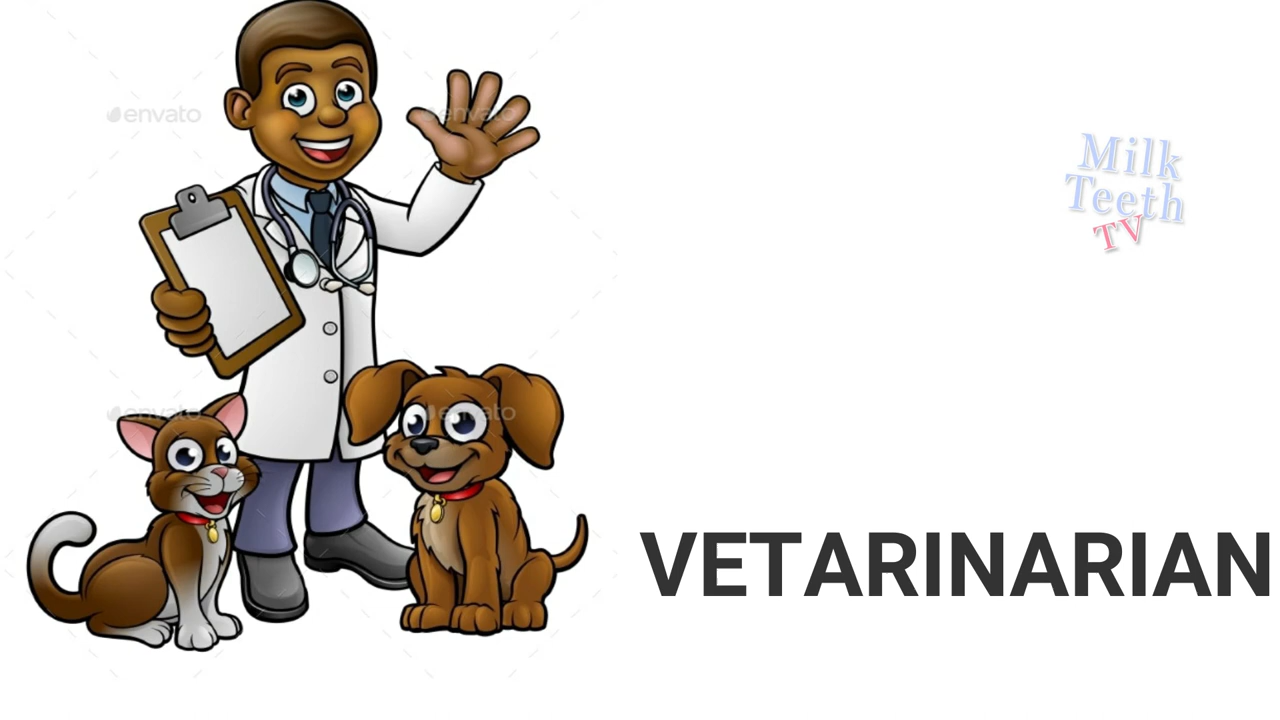 envato
Milk
Teeth
TV
envato
envato
envato
VETARINARIAN